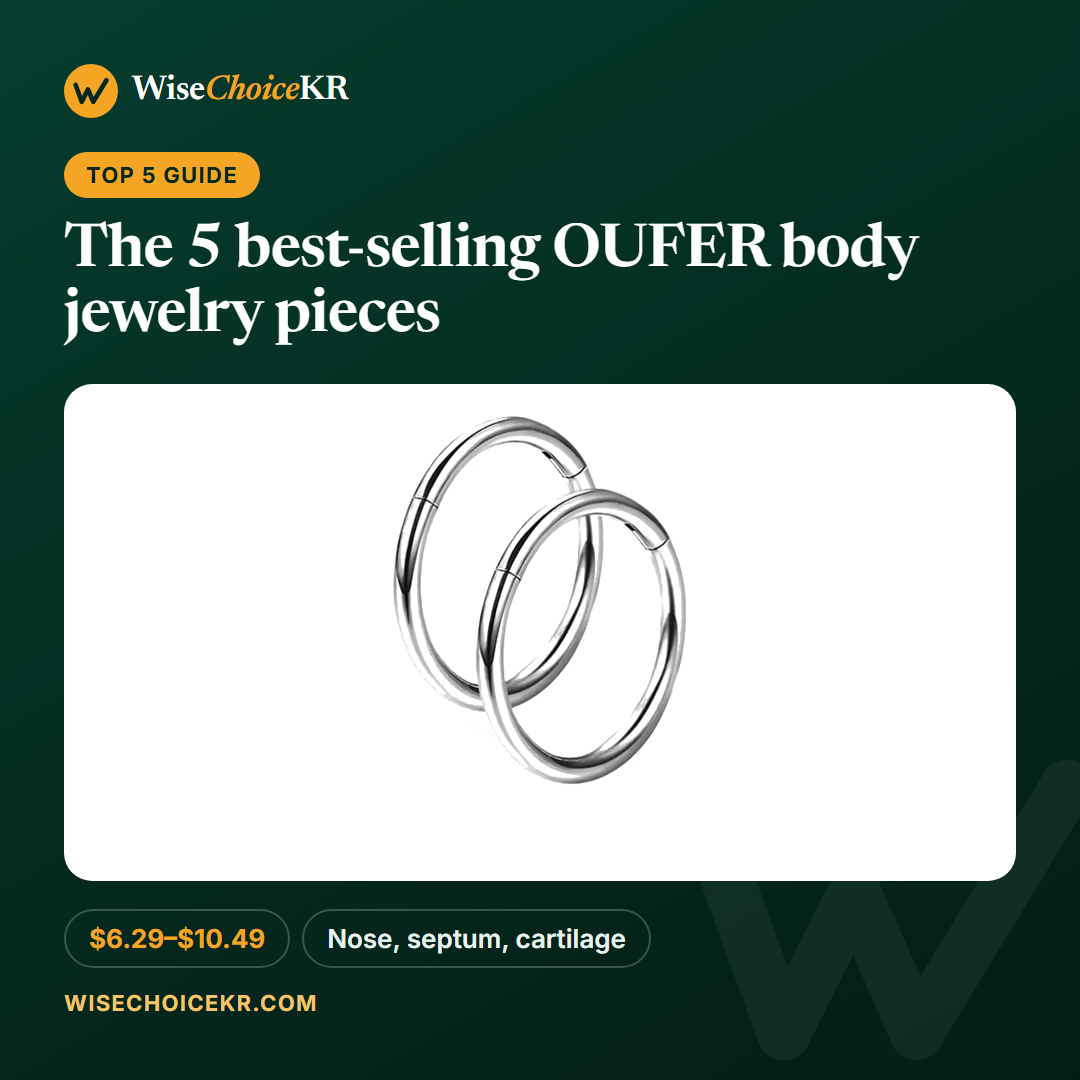 WiseChoiceKR
TOP 5 GUIDE
The 5 best-selling OUFER body
jewelry pieces
$6.29–$10.49
Nose, septum, cartilage
WISECHOICEKR.COM